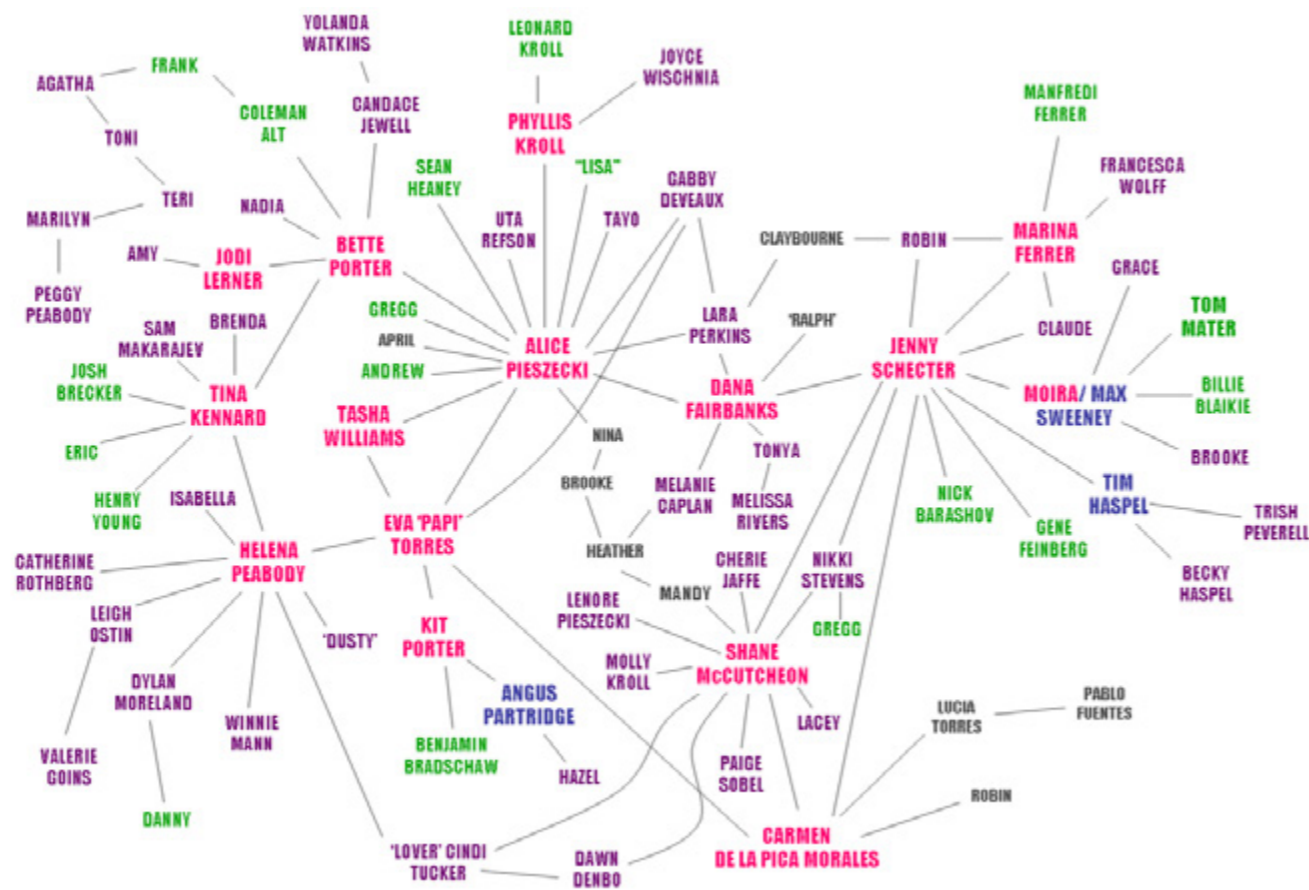 YOLANDA
WATKINS
LEONARD
KROLL
JOYCE
WISCHNIA
FRANK
AGATHA
COLEMAN
ALT
CANDACE
JEWELL
PHYLLIS
KROLL
MANFREDI
FERRER
TONI
SEAN
HEANEY
"LISA"
GABBY
DEVEAUX
FRANCESCA
WOLFF
TERI
MARILYN
NADIA
UTA
REFSON
TAYO
BETTE
PORTER
CLAYBOURNE
ROBIN
MARINA
FERRER
AMY
JODI
LERNER
GRACE
PEGGY
PEABODY
GREGG
LARA
PERKINS
'RALPH'
CLAUDE
TOM
MATER
SAM
MAKARAJEV
BRENDA
APRIL
ALICE
PIESZECKI
JENNY
SCHECTER
JOSH
BRECKER
TINA
KENNARD
ANDREW
DANA
FAIRBANKS
MOIRA/ MAX
SWEENEY
BILLIE
BLAIKIE
TASHA
WILLIAMS
NINA
TONYA
ERIC
BROOKE
BROOKE
HENRY
YOUNG
ISABELLA
MELANIE
CAPLAN
MELISSA
RIVERS
NICK
BARASHOV
TIM
HASPEL
EVA 'PAPI'
TORRES
GENE
FEINBERG
TRISH
PEVERELL
CATHERINE
ROTHBERG
HELENA
PEABODY
HEATHER
CHERIE
JAFFE
NIKKI
STEVENS
BECKY
HASPEL
LEIGH
OSTIN
'DUSTY'
KIT
PORTER
LENORE
PIESZECKI
MANDY
GREGG
SHANE
McCUTCHEON
MOLLY
KROLL
DYLAN
MORELAND
WINNIE
MANN
ANGUS
PARTRIDGE
LACEY
LUCIA
TORRES
PABLO
FUENTES
VALERIE
GOINS
BENJAMIN
BRADSCHAW
HAZEL
PAIGE
SOBEL
ROBIN
DANNY
'LOVER' CINDI
TUCKER
DAWN
DENBO
CARMEN
DE LA PICA MORALES